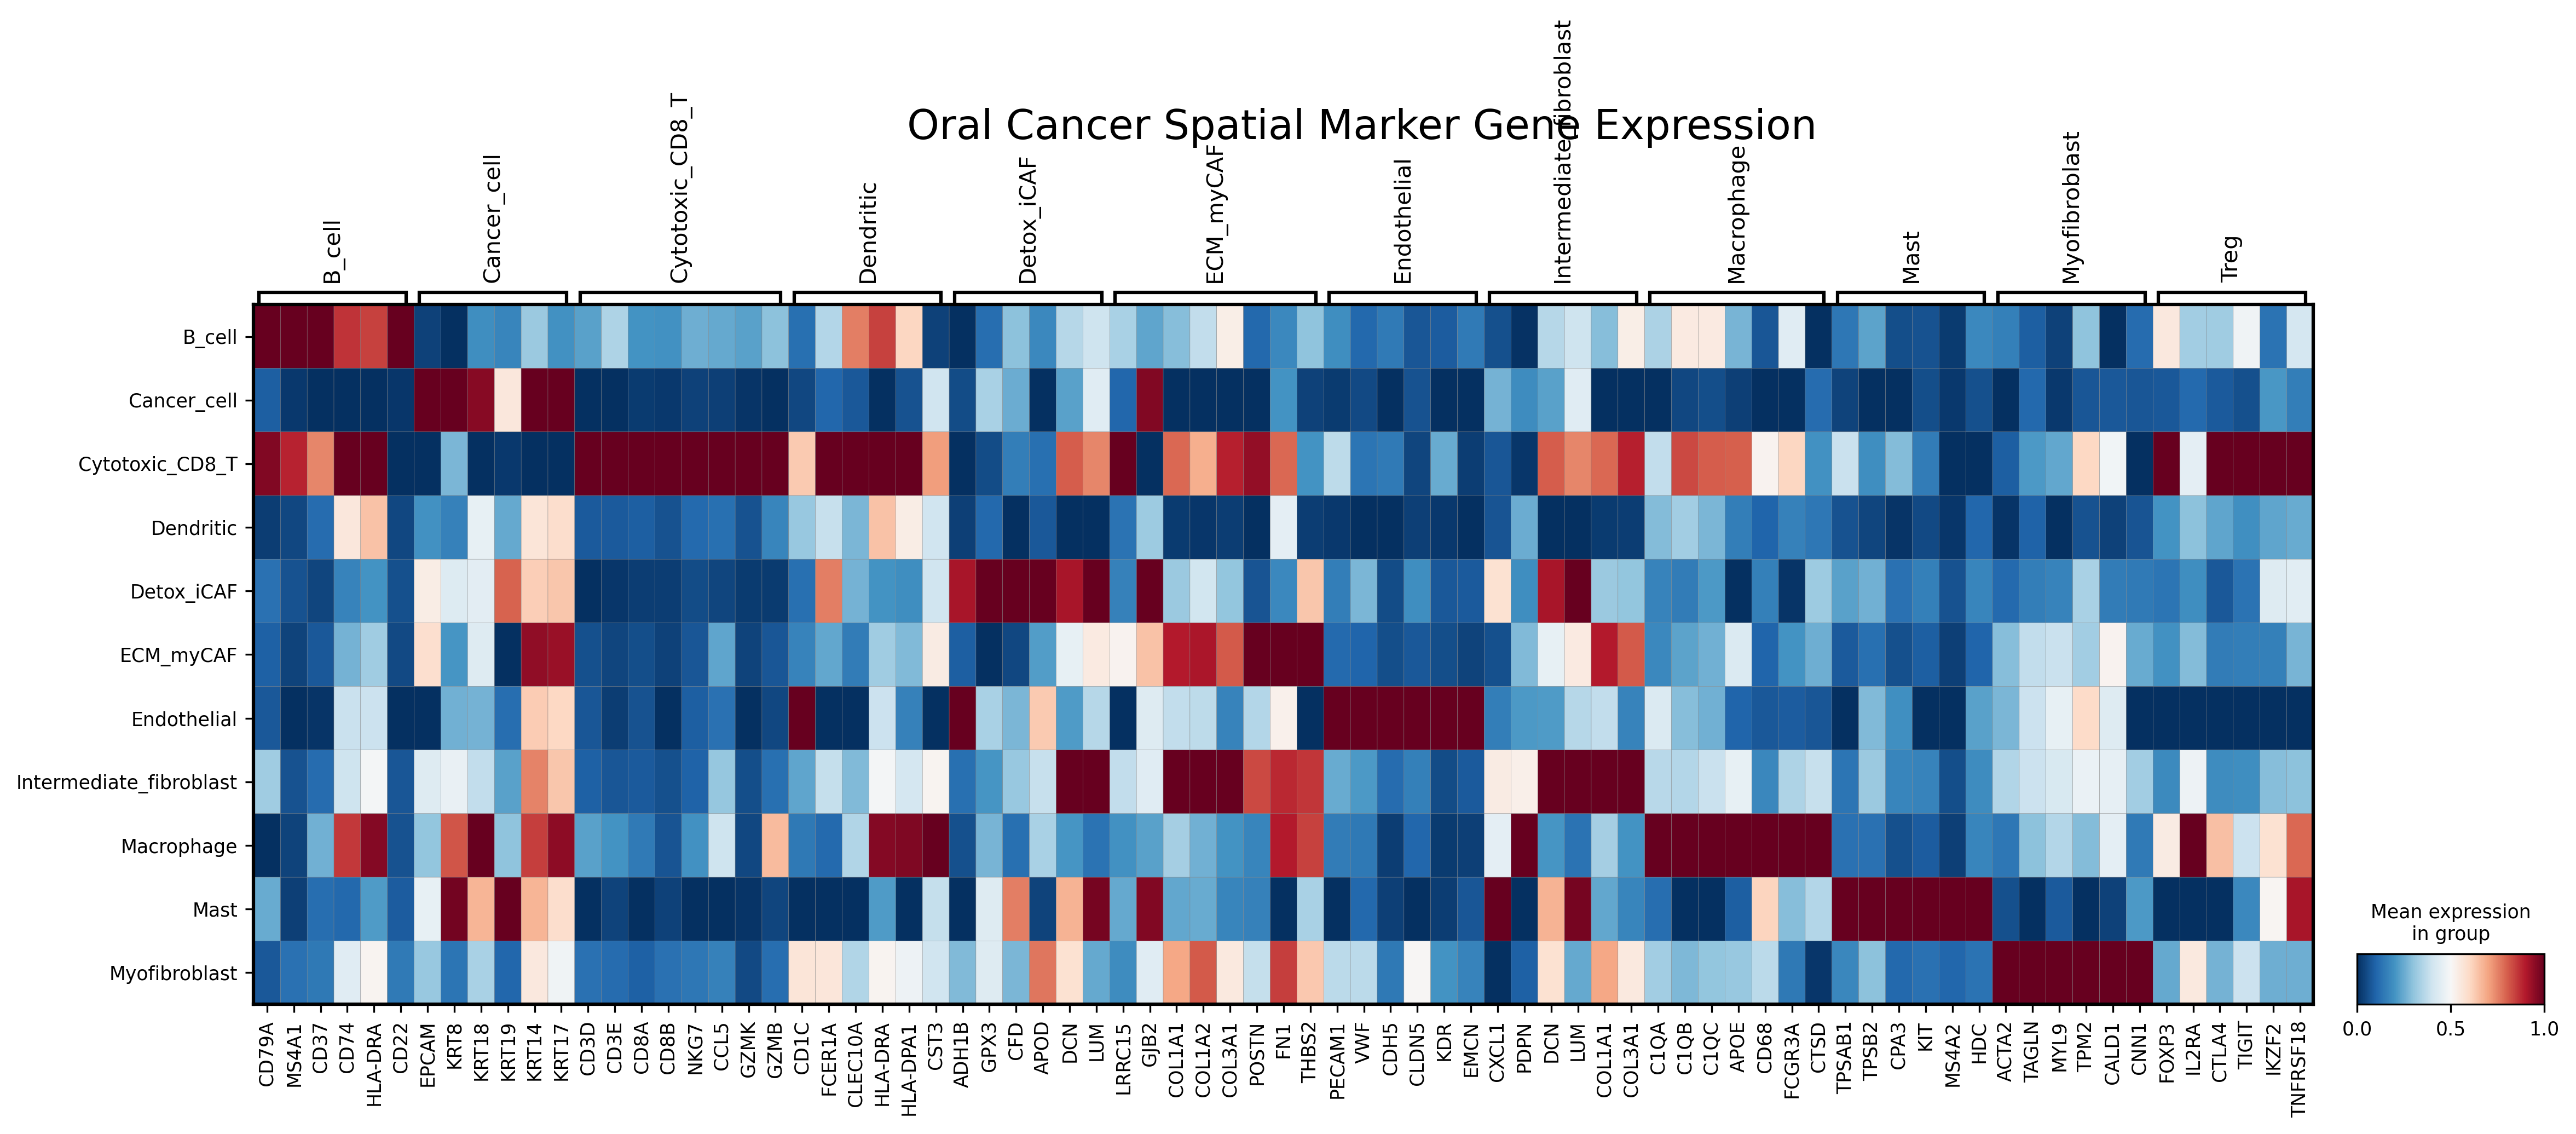 Oral Cancer Spatial Marker Gene Expression
B_cell
Cancer_cell
Cytotoxic_CD8_T
Dendritic
Detox_iCAF
ECM_myCAF
Endothelial
Intermediate_fibroblast
Macrophage
Mast
Myofibroblast
Treg
B_cell
Cancer_cell
Cytotoxic_CD8_T
Dendritic
Detox_iCAF
ECM_myCAF
Endothelial
Intermediate_fibroblast
Macrophage
Mast
Myofibroblast
CD79A
MS4A1
CD37
CD74
HLA-DRA
CD22
EPCAM
KRT8
KRT18
KRT19
KRT14
KRT17
CD3D
CD3E
CD8A
CD8B
NKG7
CCL5
GZMK
GZMB
CD1C
FCER1A
CLEC10A
HLA-DRA
HLA-DPA1
CST3
ADH1B
GPX3
CFD
APOD
DCN
LUM
LRRC15
GJB2
COL1A1
COL1A2
COL3A1
POSTN
FN1
THBS2
PECAM1
VWF
CDH5
CLDN5
KDR
EMCN
CXCL1
PDPN
DCN
LUM
COL1A1
COL3A1
C1QA
C1QB
C1QC
APOE
CD68
FCGR3A
CTSD
TPSAB1
TPSB2
CPA3
KIT
MS4A2
HDC
ACTA2
TAGLN
MYL9
TPM2
CALD1
CNN1
FOXP3
IL2RA
CTLA4
TIGIT
IKZF2
TNFRSF18
Mean expression
in group
0.0 0.5 1.0